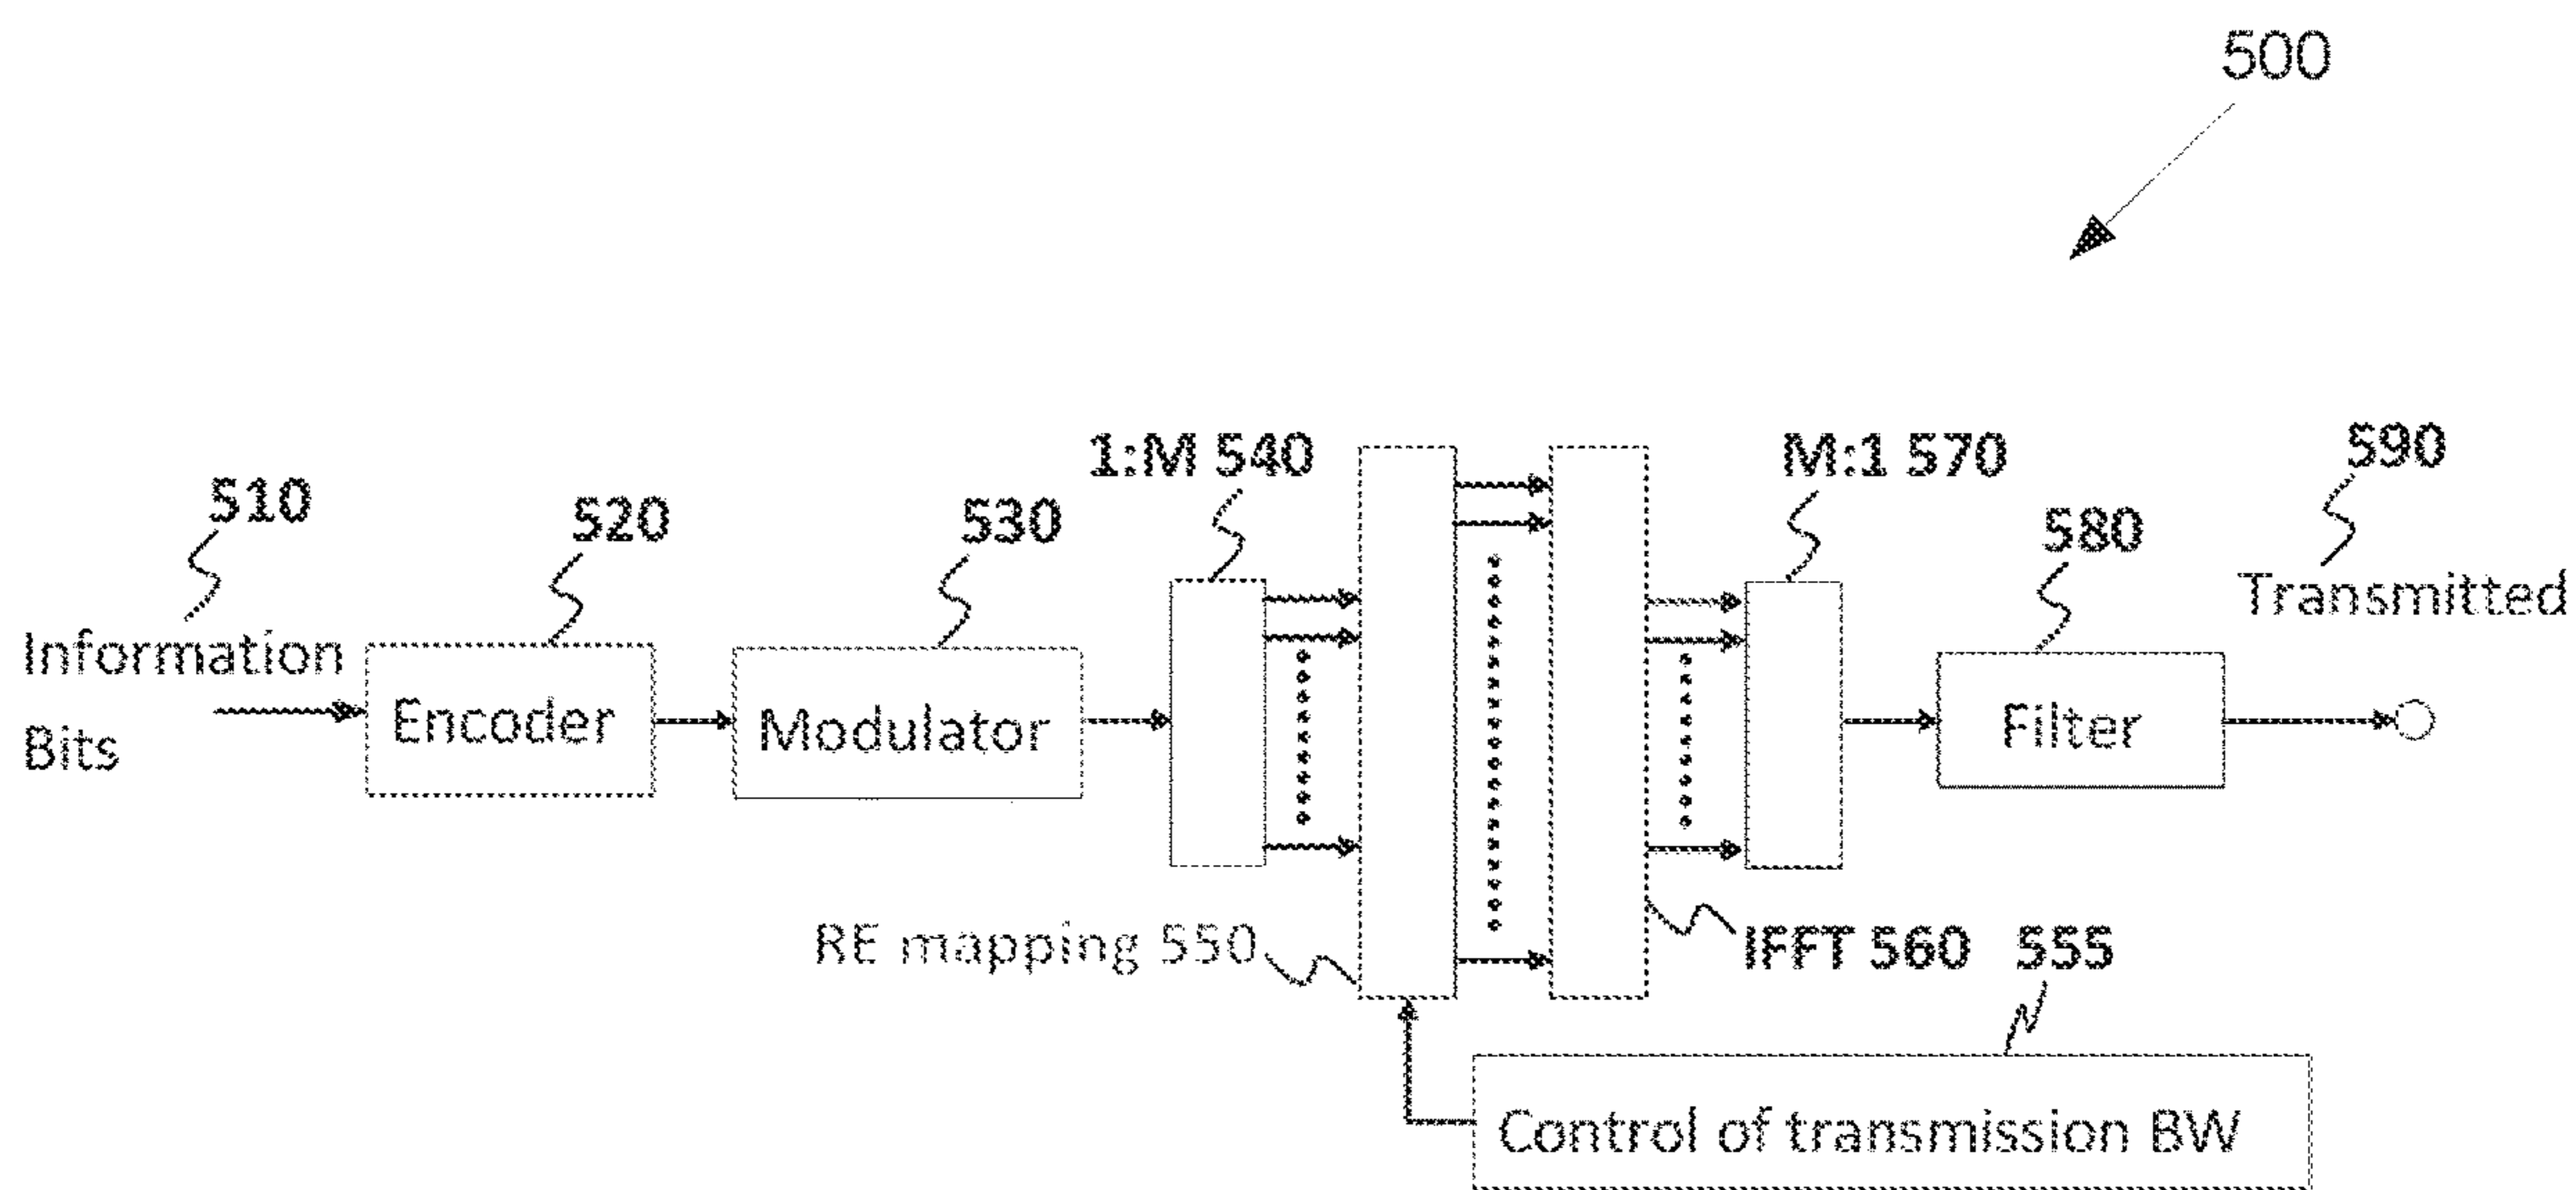 500
1:M 540
M:1 570
590
510
520
530
580
Transmitted
Information
Bits
Encoder
Modulator
Filter
RE mapping 550
IFFT 560
555
Control of transmission BW